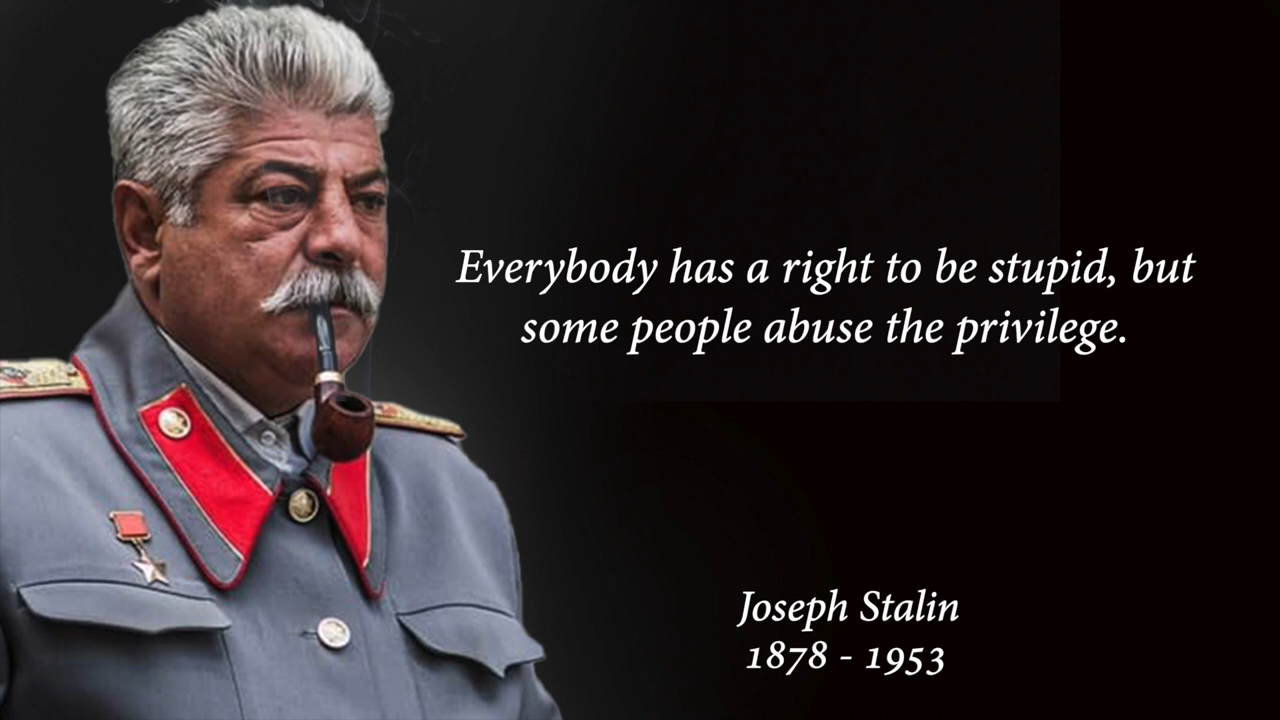 Everybody has a right to be stupid, but
some people abuse the privilege.
Joseph Stalin
1878 - 1953